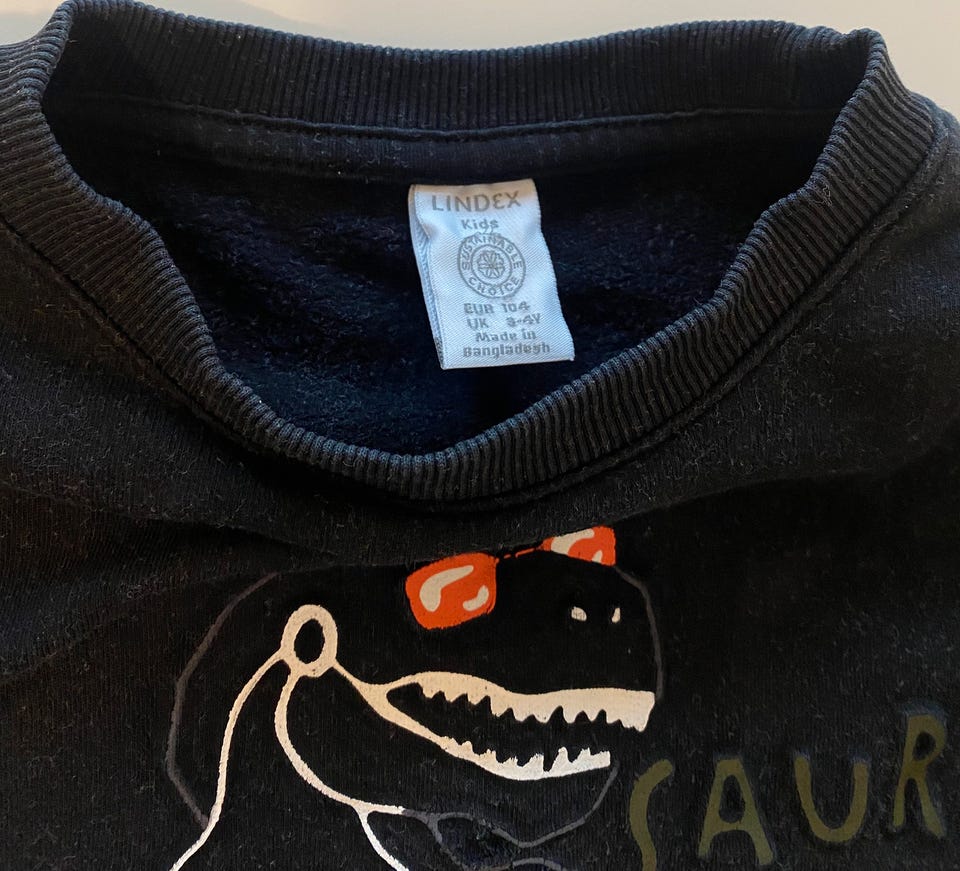 LINDEX
Kids
SUSTAINABLE
CHOICE
EUR 104
UK 3-4Y
Made in
Bangladesh
SAUR